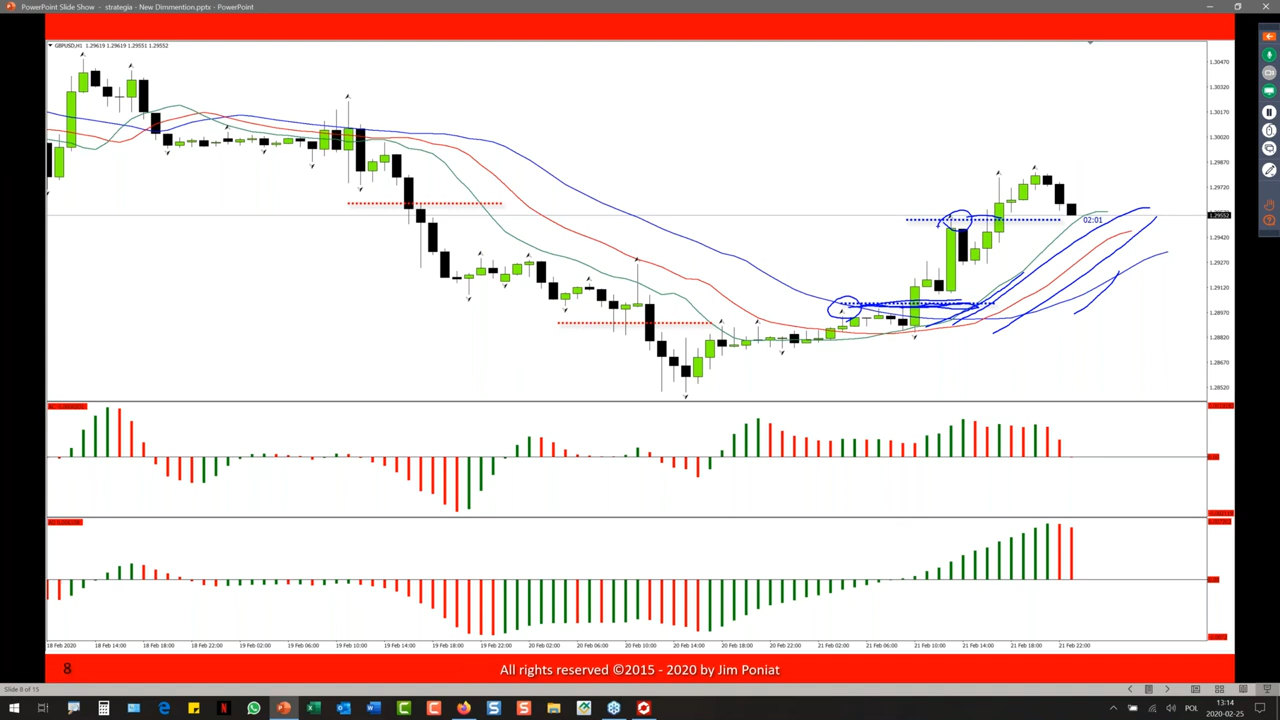 PowerPoint Slide Show - strategia - New Dimmention.pptx - PowerPoint
GBPUSD,H1 1.29619 1.29619 1.29551 1.29552
1.30470
1.30320
1.30170
1.30020
1.29870
1.29720
1.29552
1.29420
1.29270
1.29120
1.28970
1.28820
1.28670
1.28520
02:01
0.00
0.00
18 Feb 2020
18 Feb 14:00
18 Feb 18:00
18 Feb 22:00
19 Feb 02:00
19 Feb 06:00
19 Feb 10:00
19 Feb 14:00
19 Feb 18:00
19 Feb 22:00
20 Feb 02:00
20 Feb 06:00
20 Feb 10:00
20 Feb 14:00
20 Feb 18:00
20 Feb 22:00
21 Feb 02:00
21 Feb 06:00
21 Feb 10:00
21 Feb 14:00
21 Feb 18:00
21 Feb 22:00
8
All rights reserved ©2015 - 2020 by Jim Poniat
Slide 8 of 15
POL
13:14
2020-02-25